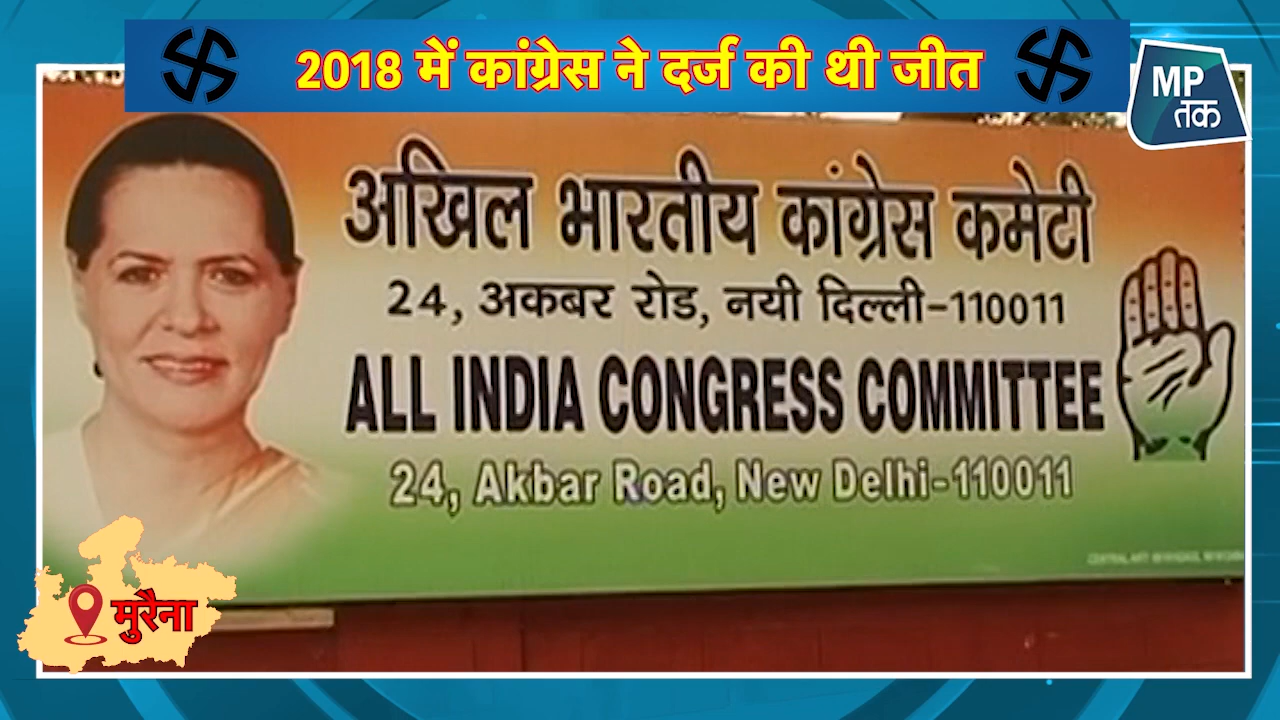 2018 में कांग्रेस ने दर्ज की थी जीत
MP
तक
अखिल भारतीय कांग्रेस कमेटी
24, अकबर रोड, नयी दिल्ली-110011
ALL INDIA CONGRESS COMMITTEE
24, Akbar Road, New Delhi-110011
मुरैना